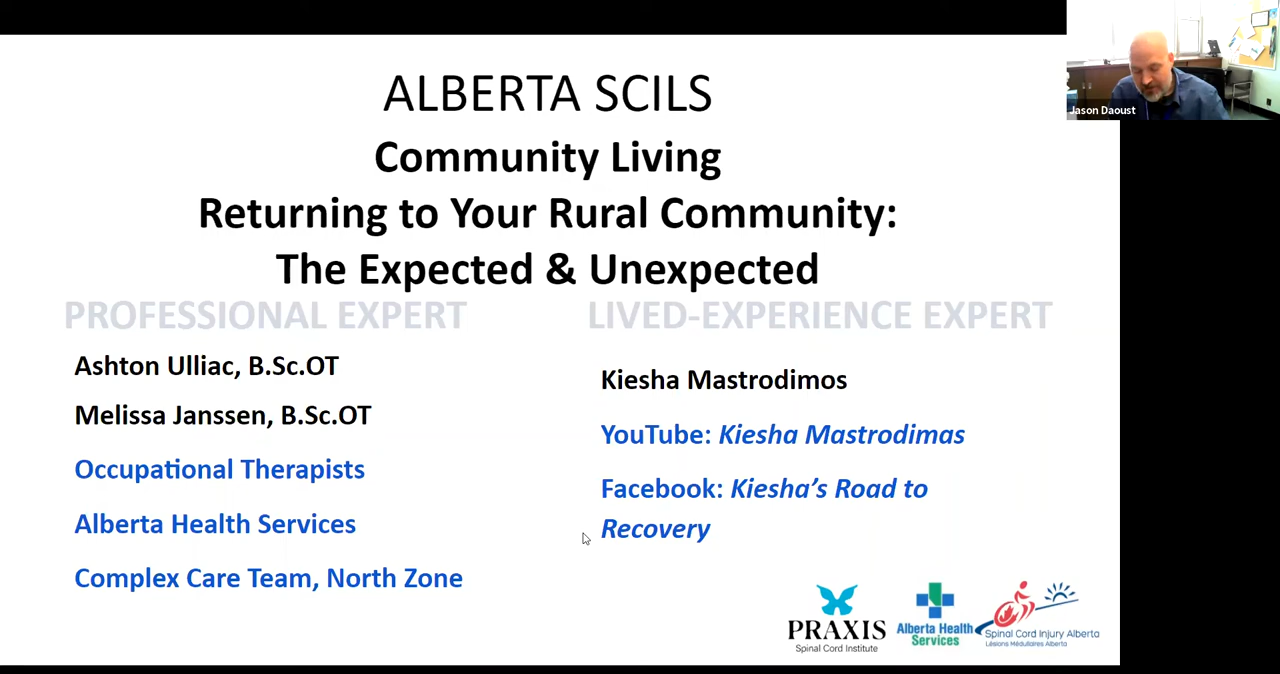 ALBERTA SCILS
Community Living
Returning to Your Rural Community:
The Expected & Unexpected
PROFESSIONAL EXPERT
Ashton Ulliac, B.Sc.OT
Melissa Janssen, B.Sc.OT
Occupational Therapists
Alberta Health Services
Complex Care Team, North Zone
LIVED-EXPERIENCE EXPERT
Kiesha Mastrodimos
YouTube: Kiesha Mastrodimas
Facebook: Kiesha's Road to
Recovery
PRAXIS
Spinal Cord Institute
Alberta Health
Services
Spinal Cord Injury Alberta
Lésions Médullaires Alberta
Jason Daoust